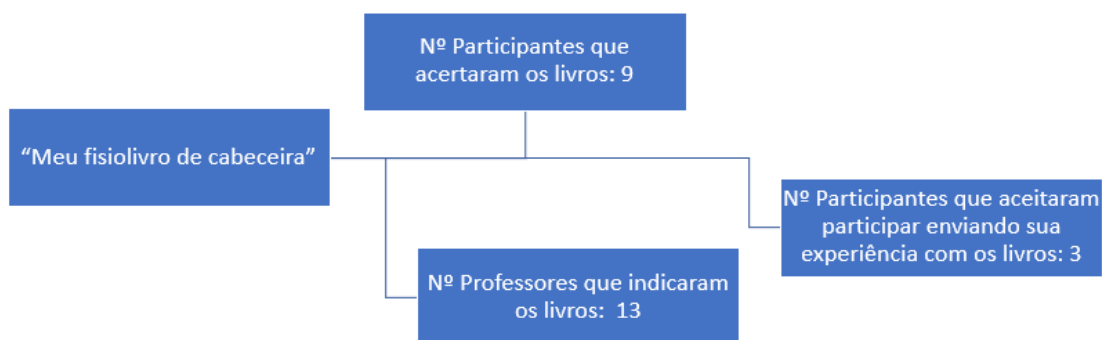 Nº Participantes que
acertaram os livros: 9
“Meu fisiolivro de cabeceira”
Nº Participantes que aceitaram
participar enviando sua
experiência com os livros: 3
Nº Professores que indicaram
os livros: 13